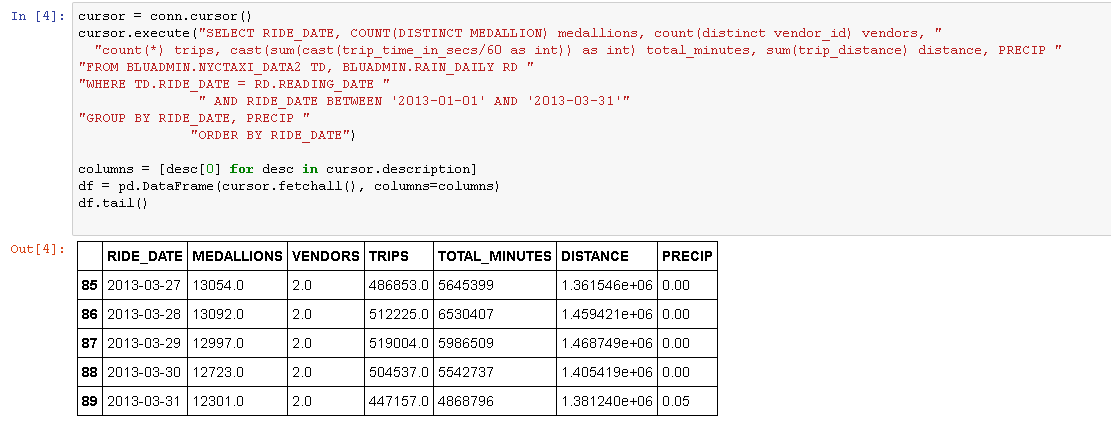 In [4]: cursor = conn.cursor()
cursor.execute("SELECT RIDE_DATE, COUNT(DISTINCT MEDALLION) medallions, count(distinct vendor_id) vendors, "
"count(*) trips, cast(sum(cast(trip_time_in_secs/60 as int)) as int) total_minutes, sum(trip_distance) distance, PRECIP "
"FROM BLUADMIN.NYCTAXI_DATA2 TD, BLUADMIN.RAIN_DAILY RD "
"WHERE TD.RIDE_DATE = RD.READING_DATE "
" AND RIDE_DATE BETWEEN '2013-01-01' AND '2013-03-31'"
"GROUP BY RIDE_DATE, PRECIP "
"ORDER BY RIDE_DATE")
columns = [desc[0] for desc in cursor.description]
df = pd.DataFrame(cursor.fetchall(), columns=columns)
df.tail()
Out[4]:
RIDE_DATE MEDALLIONS VENDORS TRIPS TOTAL_MINUTES DISTANCE PRECIP
85 2013-03-27 13054.0 2.0 486853.0 5645399 1.361546e+06 0.00
86 2013-03-28 13092.0 2.0 512225.0 6530407 1.459421e+06 0.00
87 2013-03-29 12997.0 2.0 519004.0 5986509 1.468749e+06 0.00
88 2013-03-30 12723.0 2.0 504537.0 5542737 1.405419e+06 0.00
89 2013-03-31 12301.0 2.0 447157.0 4868796 1.381240e+06 0.05